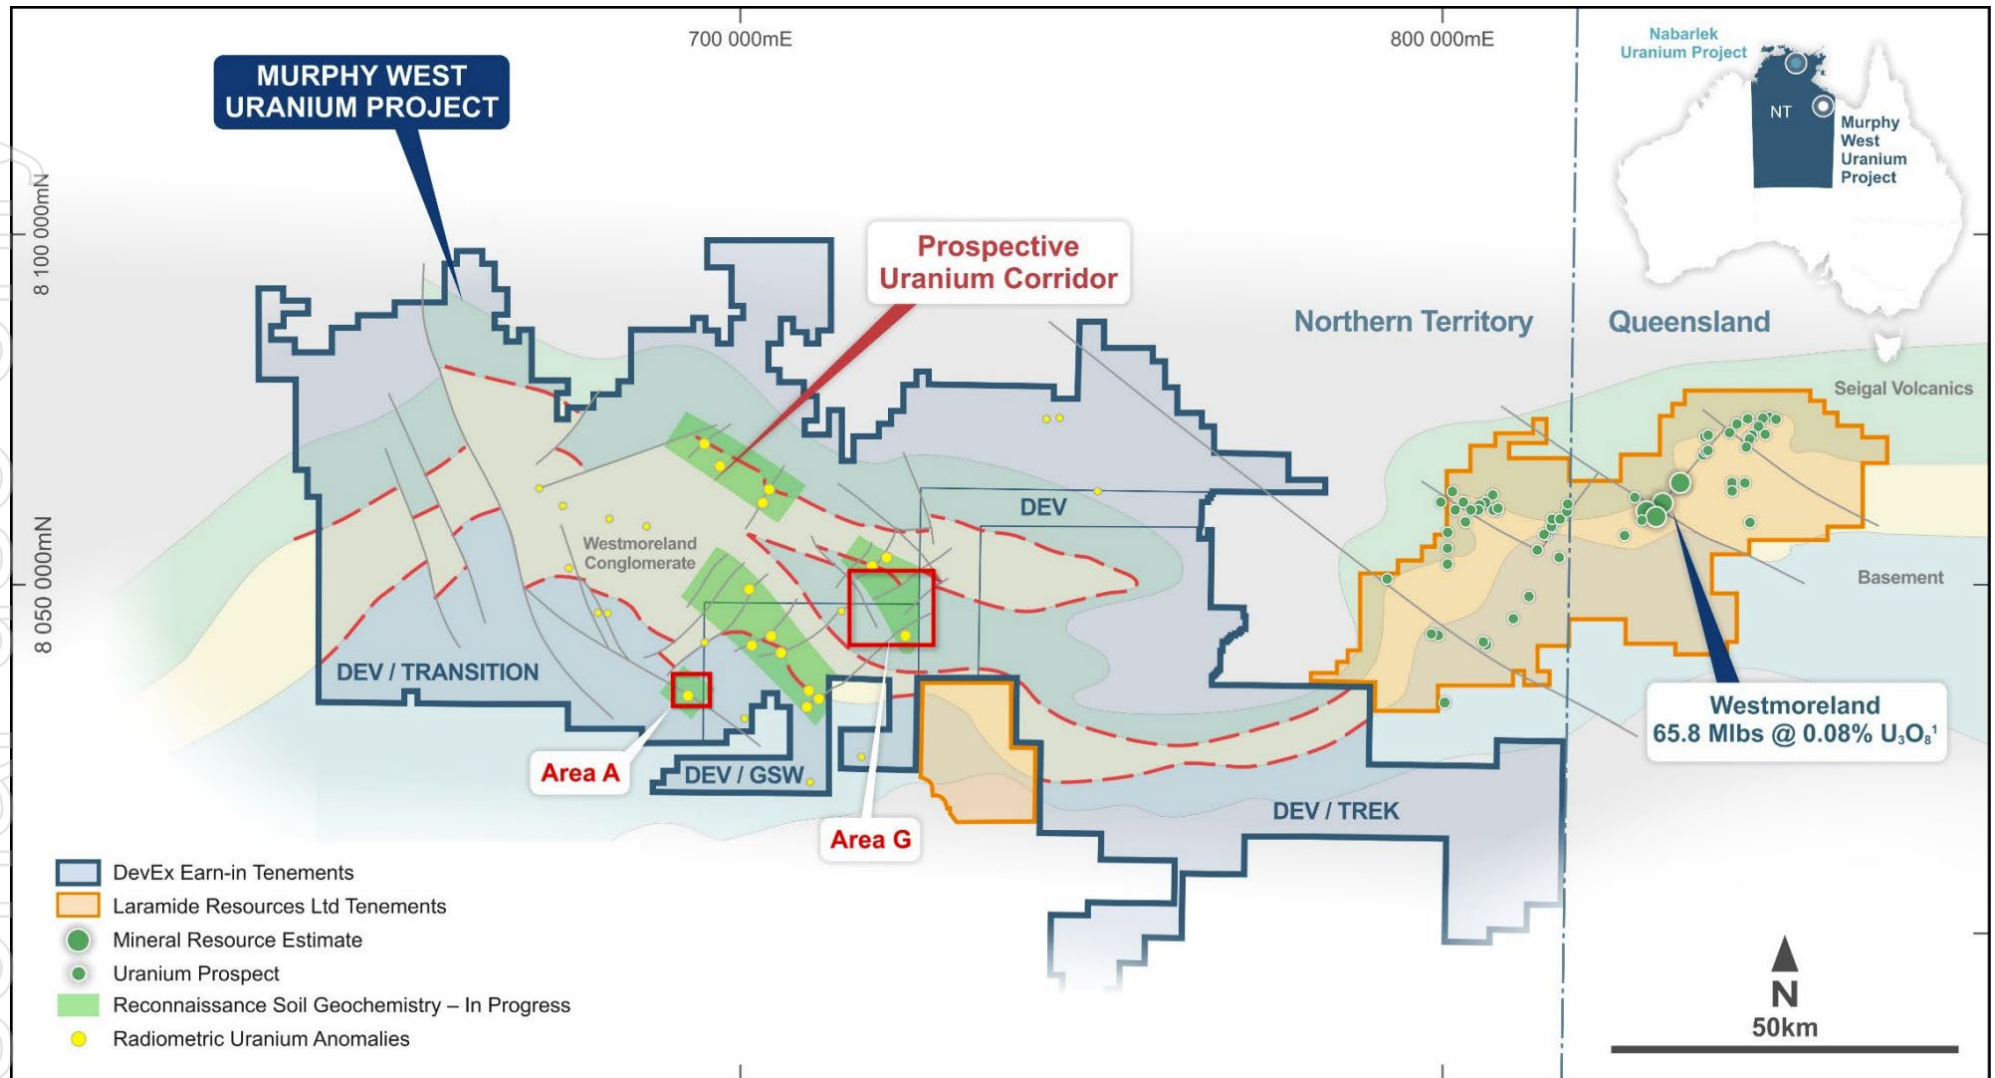 700 000mE
800 000mE
8 100 000mN
8 050 000mN
MURPHY WEST
URANIUM PROJECT
Prospective
Uranium Corridor
Nabarlek
Uranium Project
NT
Murphy
West
Uranium
Project
Northern Territory
Queensland
Seigal Volcanics
DEV
Westmoreland
Conglomerate
Basement
DEV / TRANSITION
Westmoreland
65.8 Mlbs @ 0.08% U₃O₈¹
Area A
DEV / GSW
DEV / TREK
Area G
DevEx Earn-in Tenements
Laramide Resources Ltd Tenements
Mineral Resource Estimate
Uranium Prospect
Reconnaissance Soil Geochemistry – In Progress
Radiometric Uranium Anomalies
N
50km